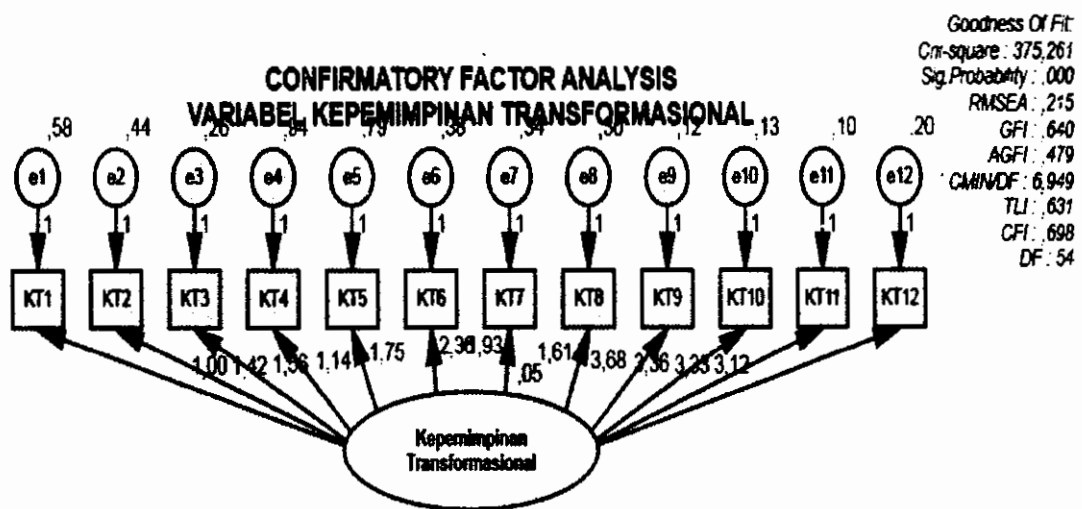 Goodness Of Fit:
Cm-square : 375,261
Sig.Probability : ,000
RMSEA : ,215
GFI : ,640
AGFI : ,479
CMIN/DF : 6,949
TLI : ,631
CFI : ,698
DF : 54
CONFIRMATORY FACTOR ANALYSIS
VARIABEL KEPEMIMPINAN TRANSFORMASIONAL
,58 ,44 ,26 ,84 ,79 ,38 ,34 ,12 ,13 ,10 ,20
e1 e2 e3 e4 e5 e6 e7 e8 e9 e10 e11 e12
1 1 1 1 1 1 1 1 1 1 1 1
KT1 KT2 KT3 KT4 KT5 KT6 KT7 KT8 KT9 KT10 KT11 KT12
1,00 1,42 1,56 1,14 1,75 1,93 1,61 3,68 3,36 3,33 3,12
,05
Kepemimpinan
Transformasional